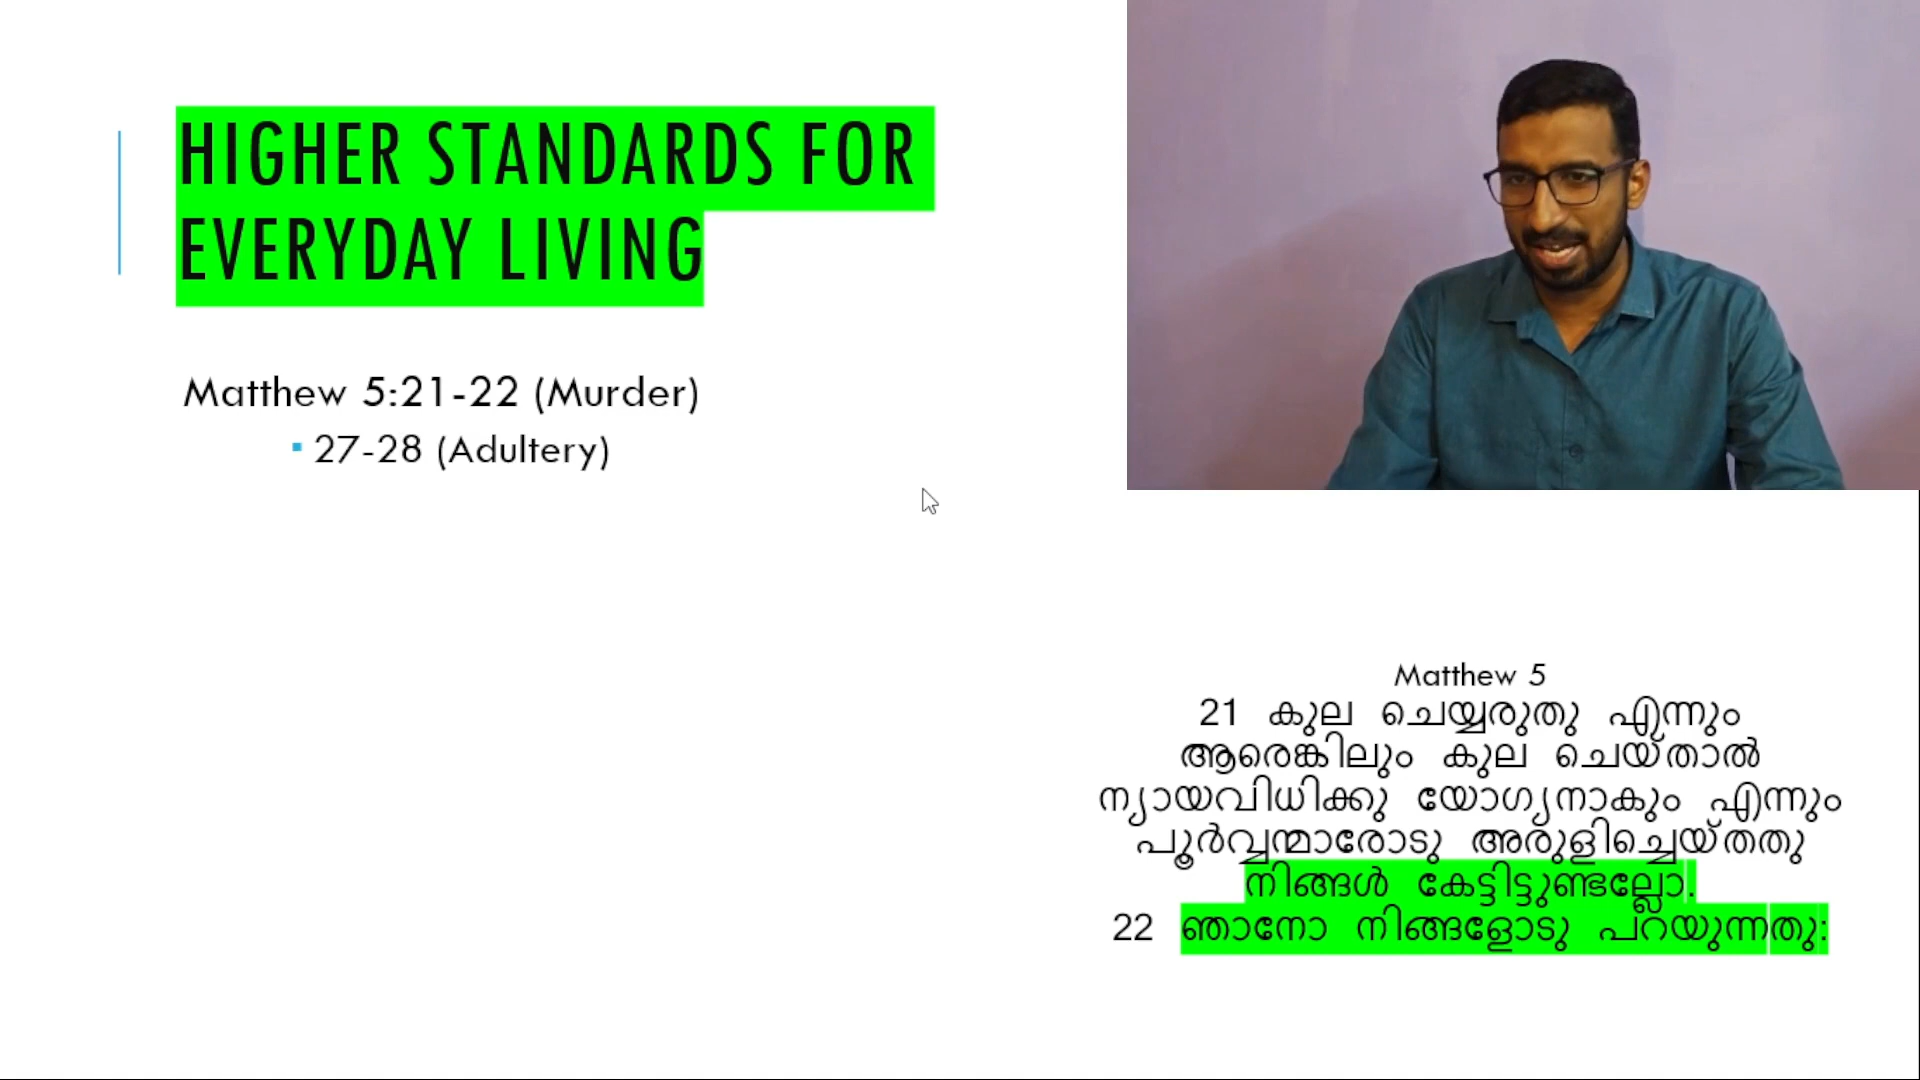 HIGHER STANDARDS FOR
EVERYDAY LIVING
Matthew 5:21-22 (Murder)
▪ 27-28 (Adultery)
Matthew 5
21 കുല ചെയ്യരുതു എന്നും
ആരെങ്കിലും കുല ചെയ്താൽ
ന്യായവിധിക്കു യോഗ്യനാകും എന്നും
പൂർവ്വന്മാരോടു അരുളിച്ചെയ്തതു
നിങ്ങൾ കേട്ടിട്ടുണ്ടല്ലോ.
22 ഞാനോ നിങ്ങളോടു പറയുന്നതു: